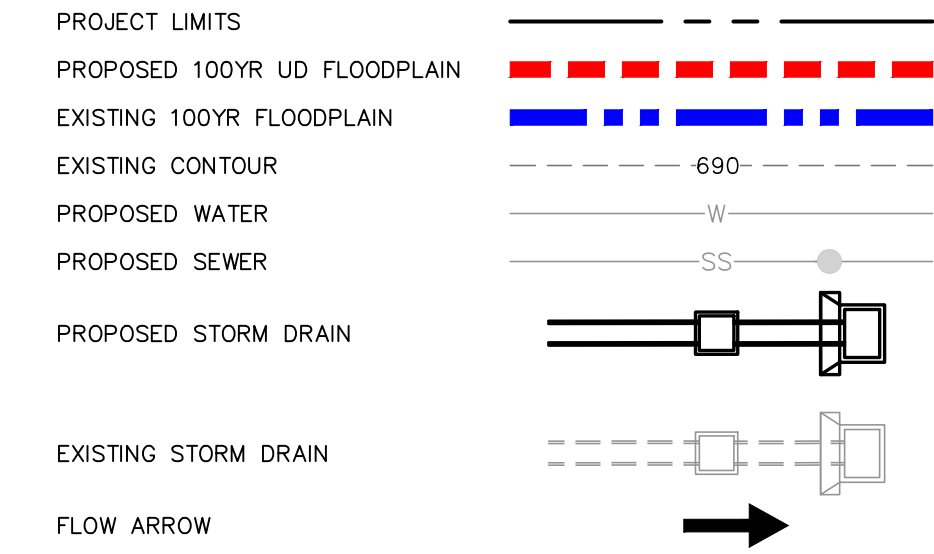 PROJECT LIMITS
PROPOSED 100YR UD FLOODPLAIN
EXISTING 100YR FLOODPLAIN
EXISTING CONTOUR 690
PROPOSED WATER W
PROPOSED SEWER SS
PROPOSED STORM DRAIN
EXISTING STORM DRAIN
FLOW ARROW